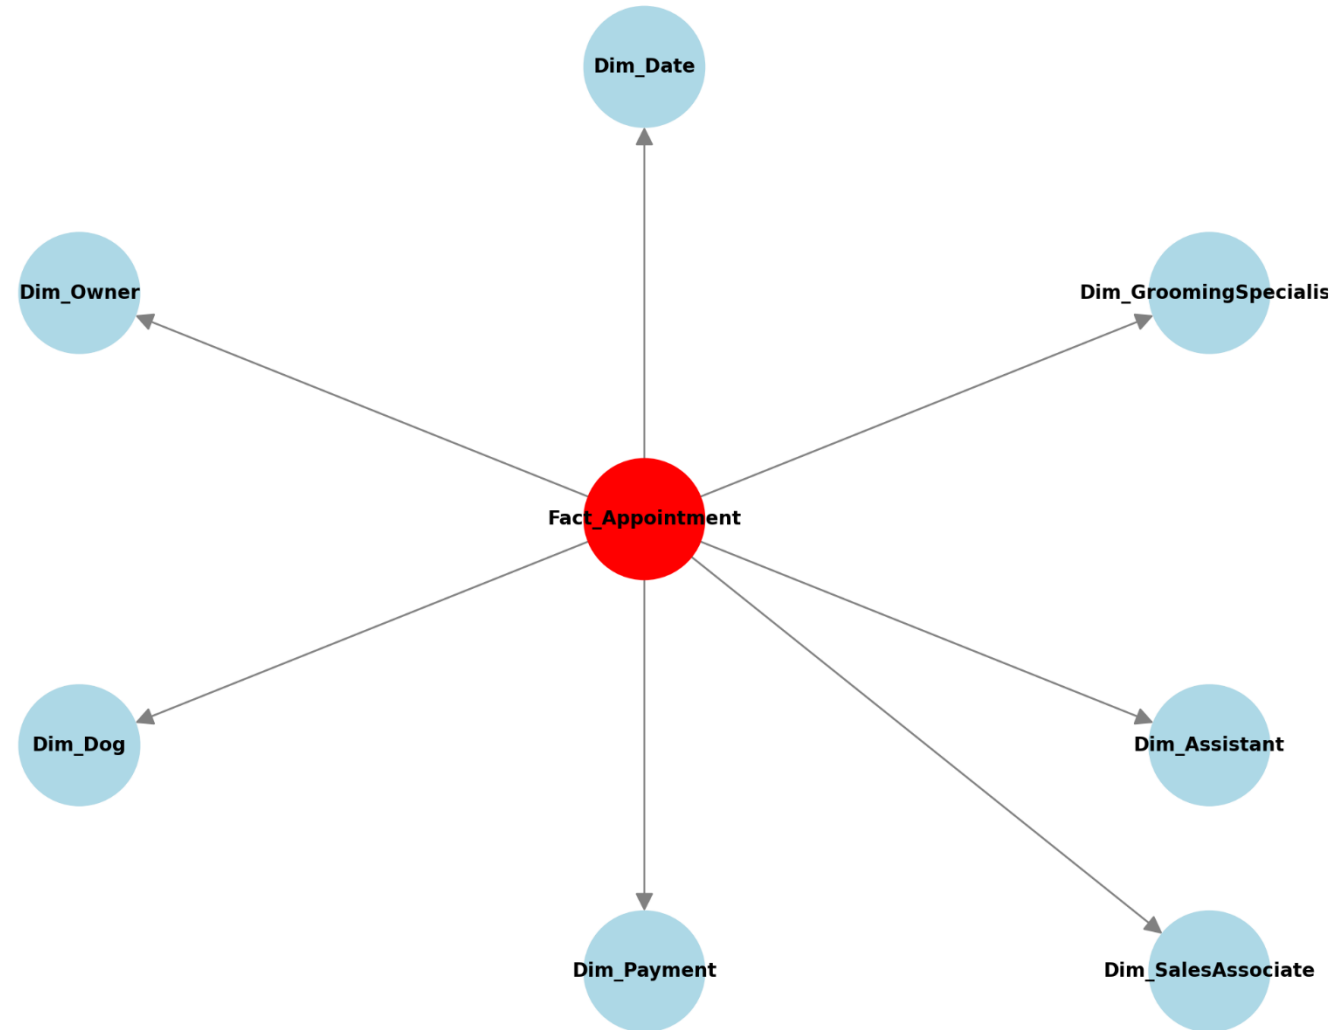 Dim_Date
Dim_Owner
Dim_GroomingSpecialis
Fact_Appointment
Dim_Dog
Dim_Assistant
Dim_Payment
Dim_SalesAssociate